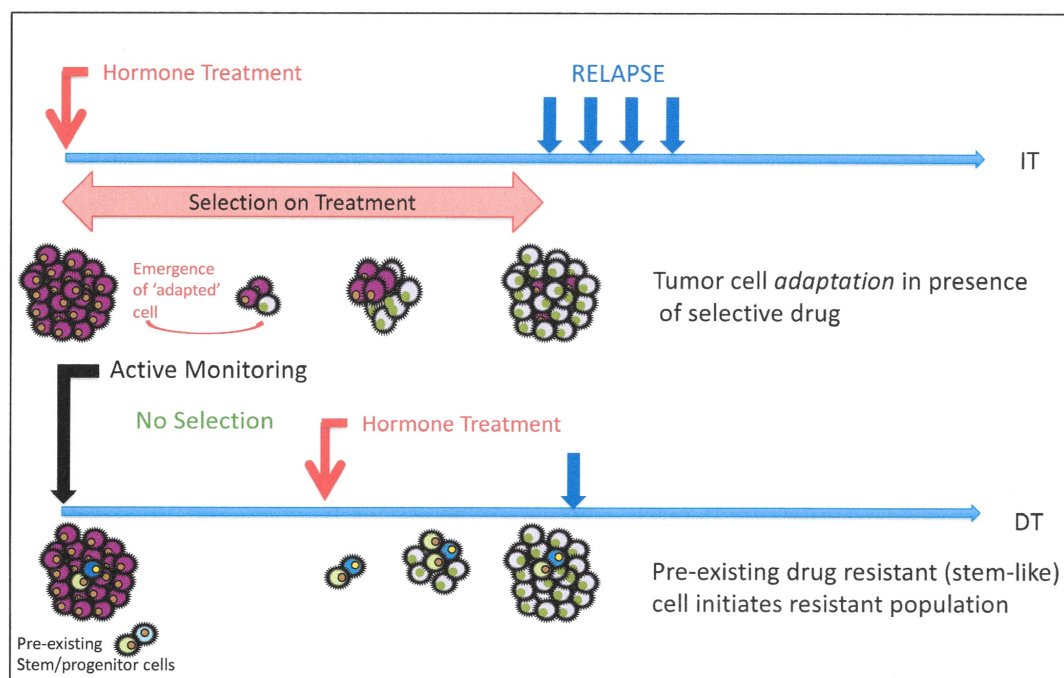 Hormone Treatment
RELAPSE
IT
Selection on Treatment
Emergence
of 'adapted'
cell
Tumor cell adaptation in presence
of selective drug
Active Monitoring
No Selection
Hormone Treatment
DT
Pre-existing drug resistant (stem-like)
cell initiates resistant population
Pre-existing
Stem/progenitor cells